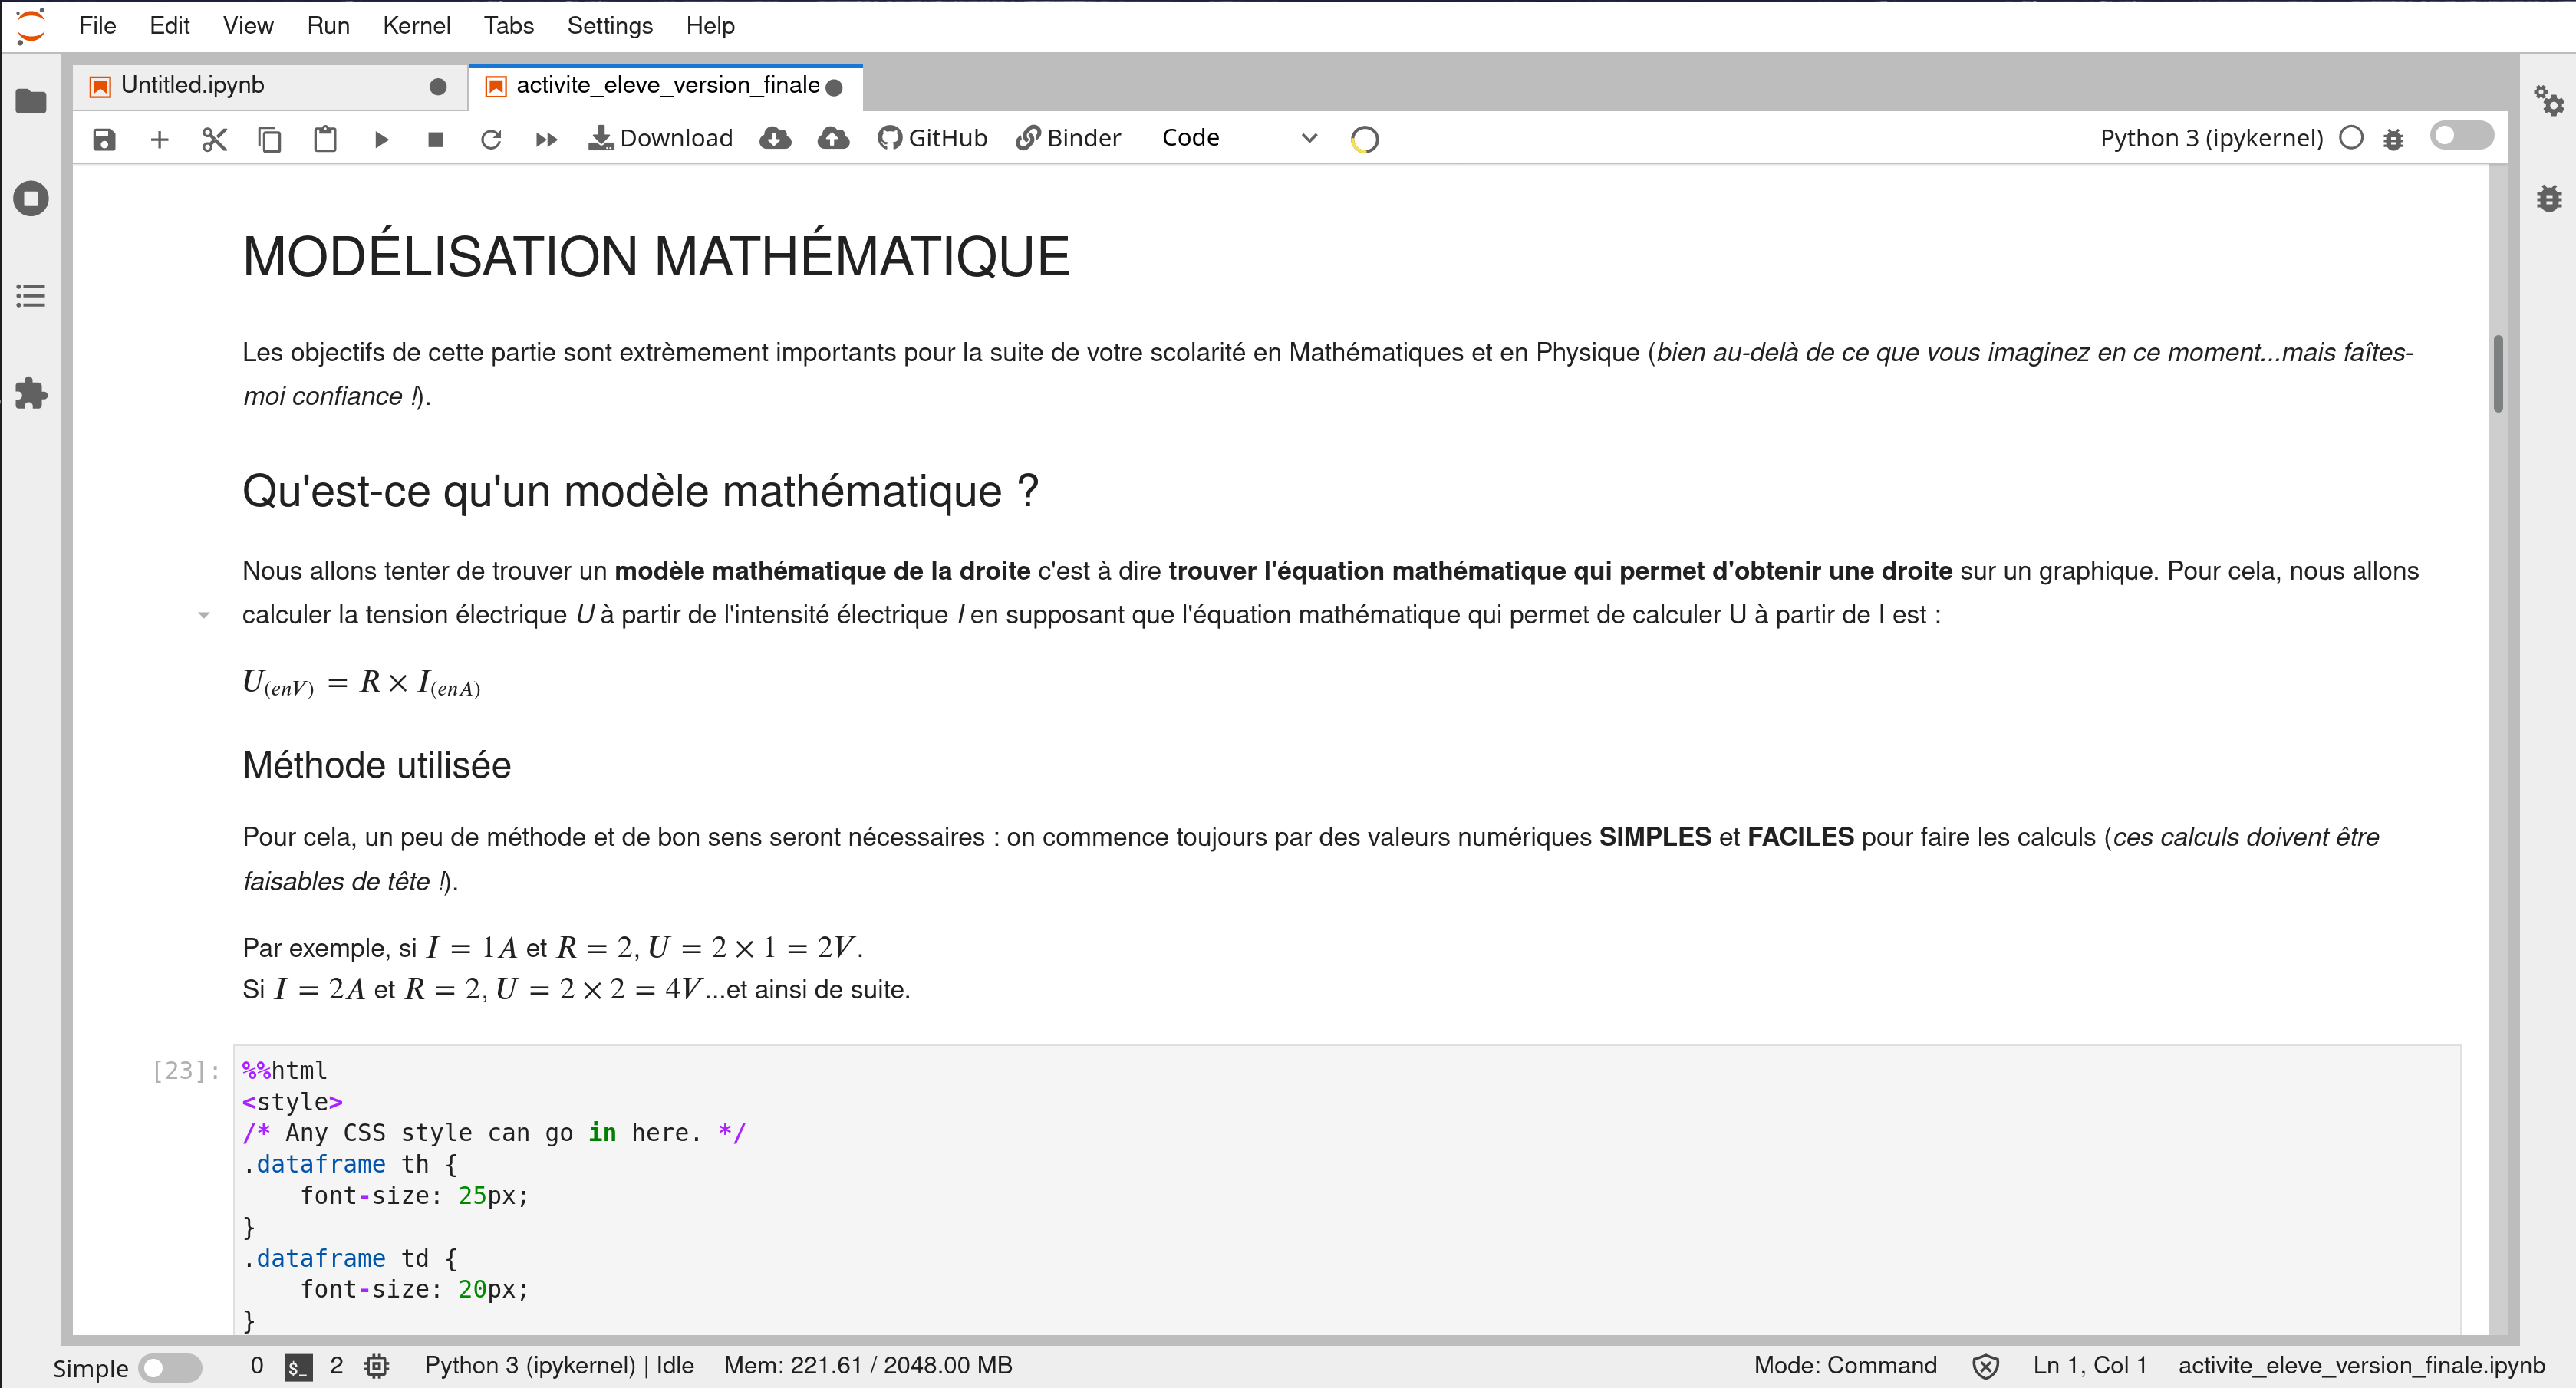 File Edit View Run Kernel Tabs Settings Help
Untitled.ipynb activite_eleve_version_finale
Download GitHub Binder Code Python 3 (ipykernel)
MODÉLISATION MATHÉMATIQUE
Les objectifs de cette partie sont extrèmement importants pour la suite de votre scolarité en Mathématiques et en Physique (bien au-delà de ce que vous imaginez en ce moment...mais faîtes-
moi confiance !).
Qu'est-ce qu'un modèle mathématique ?
Nous allons tenter de trouver un modèle mathématique de la droite c'est à dire trouver l'équation mathématique qui permet d'obtenir une droite sur un graphique. Pour cela, nous allons
calculer la tension électrique U à partir de l'intensité électrique I en supposant que l'équation mathématique qui permet de calculer U à partir de I est :
U(enV) = R × I(enA)
Méthode utilisée
Pour cela, un peu de méthode et de bon sens seront nécessaires : on commence toujours par des valeurs numériques SIMPLES et FACILES pour faire les calculs (ces calculs doivent être
faisables de tête !).
Par exemple, si I = 1A et R = 2, U = 2 × 1 = 2V.
Si I = 2A et R = 2, U = 2 × 2 = 4V...et ainsi de suite.
[23]: %%html
<style>
/* Any CSS style can go in here. */
.dataframe th {
    font-size: 25px;
}
.dataframe td {
    font-size: 20px;
}
Simple 0 $_ 2 Python 3 (ipykernel) | Idle Mem: 221.61 / 2048.00 MB Mode: Command Ln 1, Col 1 activite_eleve_version_finale.ipynb